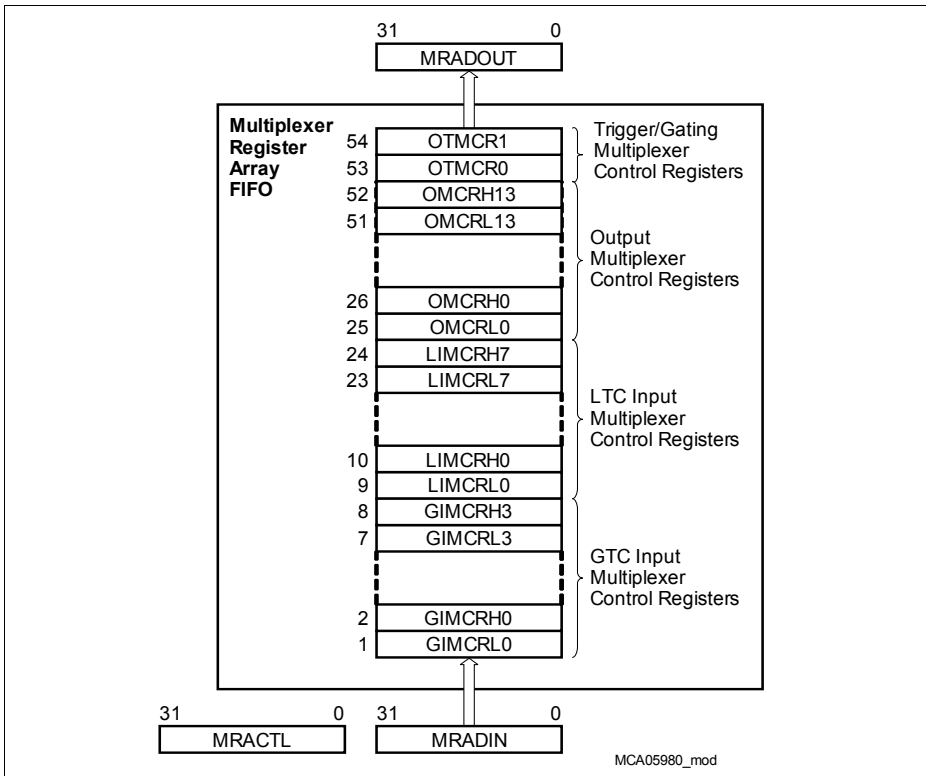 31 0
MRADOUT
Multiplexer
Register
Array
FIFO
54 OTMCR1
53 OTMCR0
52 OMCRH13
51 OMCRL13
26 OMCRH0
25 OMCRL0
24 LIMCRH7
23 LIMCRL7
10 LIMCRH0
9 LIMCRL0
8 GIMCRH3
7 GIMCRL3
2 GIMCRH0
1 GIMCRL0
Trigger/Gating
Multiplexer
Control Registers
Output
Multiplexer
Control Registers
LTC Input
Multiplexer
Control Registers
GTC Input
Multiplexer
Control Registers
31 0
MRACTL
31 0
MRADIN
MCA05980_mod